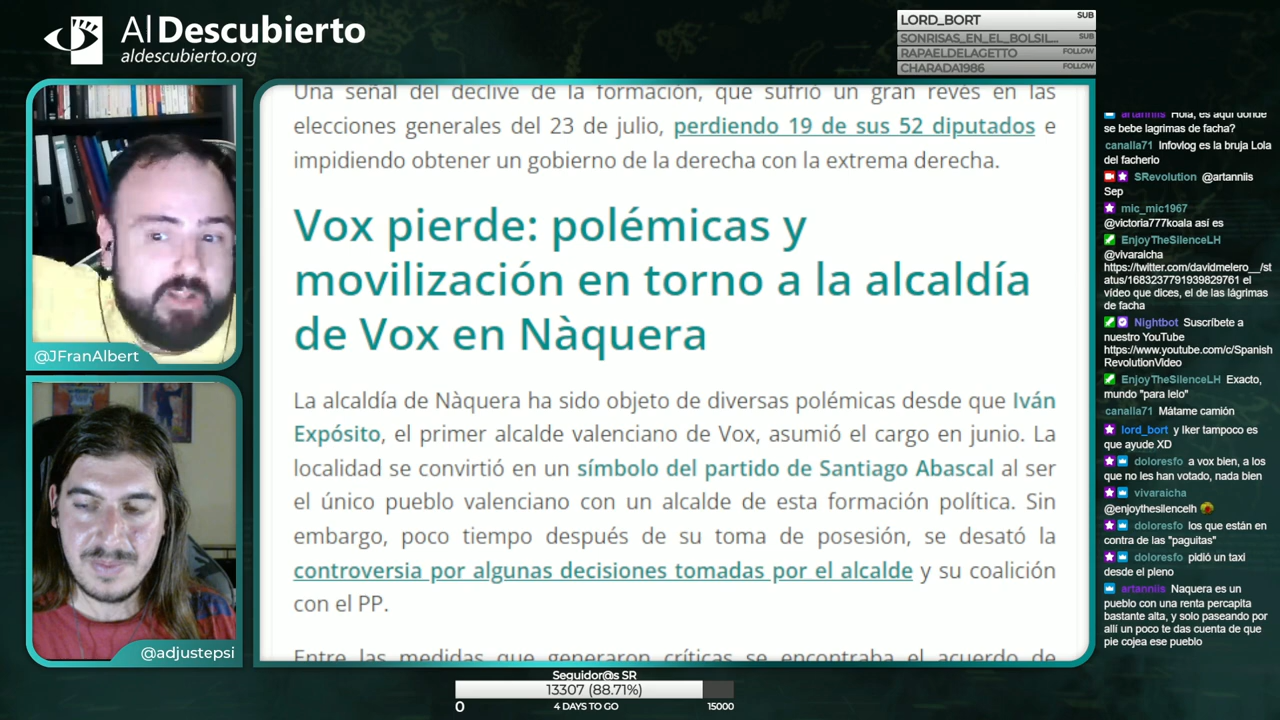 Al Descubierto
aldescubierto.org
LORD_BORT SUB
SONRISAS_EN_EL_BOLSIL... SUB
RAPAELDELAGETTO FOLLOW
CHARADA1986 FOLLOW
@JFranAlbert
@adjustepsi
Una señal del declive de la formación, que sufrió un gran revés en las
elecciones generales del 23 de julio, perdiendo 19 de sus 52 diputados e
impidiendo obtener un gobierno de la derecha con la extrema derecha.
Vox pierde: polémicas y
movilización en torno a la alcaldía
de Vox en Nàquera
La alcaldía de Nàquera ha sido objeto de diversas polémicas desde que Iván
Expósito, el primer alcalde valenciano de Vox, asumió el cargo en junio. La
localidad se convirtió en un símbolo del partido de Santiago Abascal al ser
el único pueblo valenciano con un alcalde de esta formación política. Sin
embargo, poco tiempo después de su toma de posesión, se desató la
controversia por algunas decisiones tomadas por el alcalde y su coalición
con el PP.
Entre las medidas que generaron críticas se encontraba el acuerdo de
artanniis Hola, es aquí donde
se bebe lagrimas de facha?
canalla71 Infovlog es la bruja Lola
del facherio
SRevolution @artanniis
Sep
mic_mic1967
@victoria777koala así es
EnjoyTheSilenceLH
@vivaraicha
https://twitter.com/davidmelero__/st
atus/1683237791939829761 el
vídeo que dices, el de las lágrimas
de facha
Nightbot Suscríbete a
nuestro YouTube
https://www.youtube.com/c/Spanish
RevolutionVideo
EnjoyTheSilenceLH Exacto,
mundo "para lelo"
canalla71 Mátame camión
lord_bort y Iker tampoco es
que ayude XD
doloresfo a vox bien, a los
que no les han votado, nada bien
vivaraicha
@enjoythesilencelh
doloresfo los que están en
contra de las "paguitas"
doloresfo pidió un taxi
desde el pleno
artanniis Naquera es un
pueblo con una renta percapita
bastante alta, y solo paseando por
allí un poco te das cuenta de que
pie cojea ese pueblo
Seguidor@s SR
13307 (88.71%)
0 4 DAYS TO GO 15000